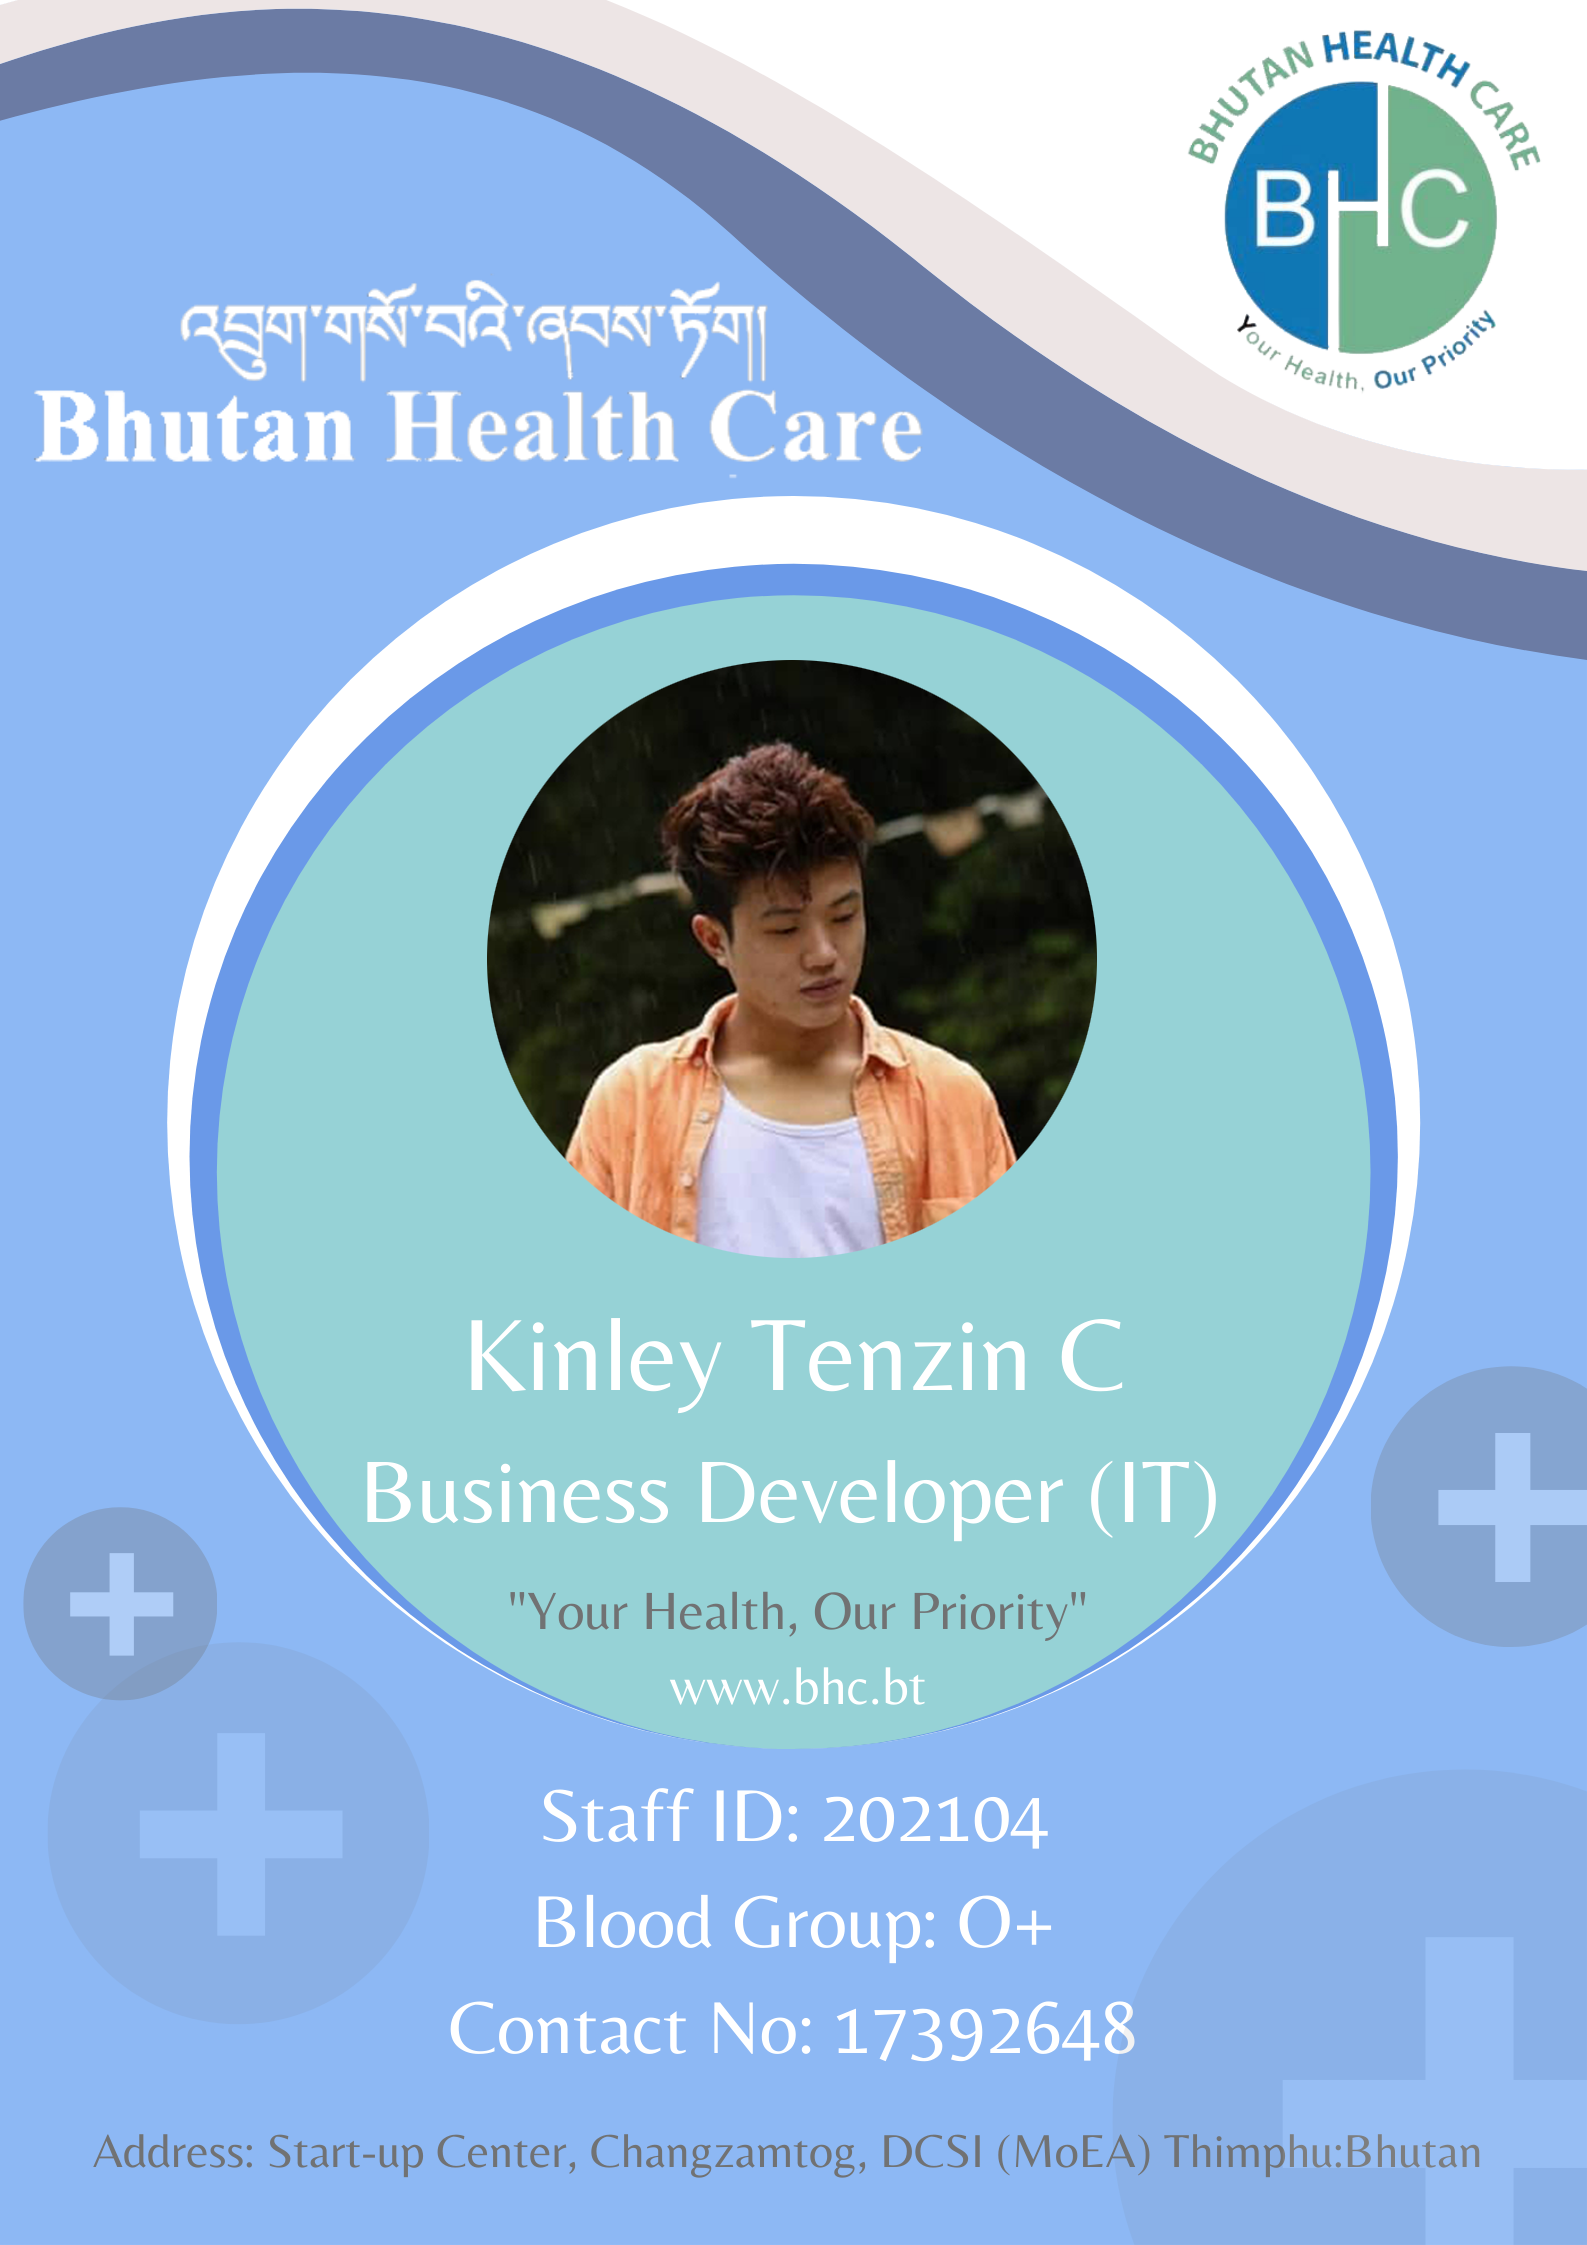 BHUTAN HEALTH CARE
BHC
Your Health, Our Priority
འབྲུག་གསོ་བའི་ཞབས་ཏོག།
Bhutan Health Care
Kinley Tenzin C
Business Developer (IT)
"Your Health, Our Priority"
www.bhc.bt
Staff ID: 202104
Blood Group: O+
Contact No: 17392648
Address: Start-up Center, Changzamtog, DCSI (MoEA) Thimphu:Bhutan